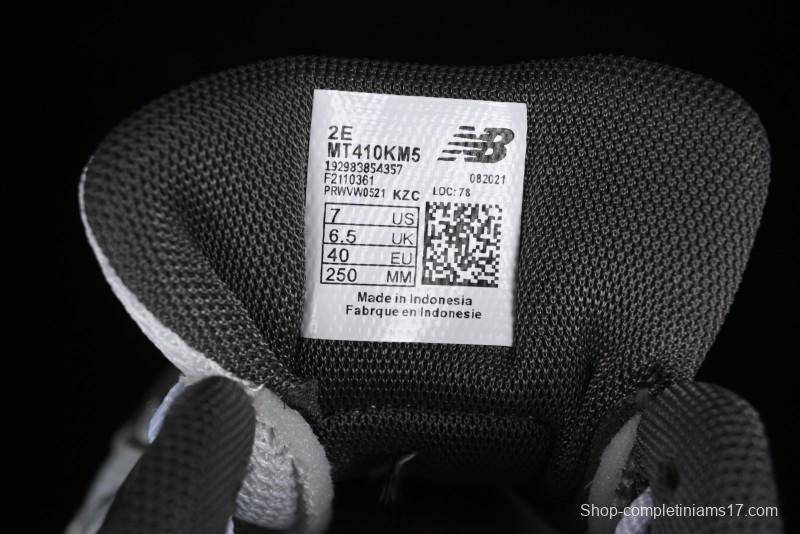 2E
NB
MT410KM5
192983854357
F2110361 082021
PRWVW0521 KZC LOC: 78
7 US
6.5 UK
40 EU
250 MM
Made in Indonesia
Fabrque en Indonesie
Shop-completiniams17.com